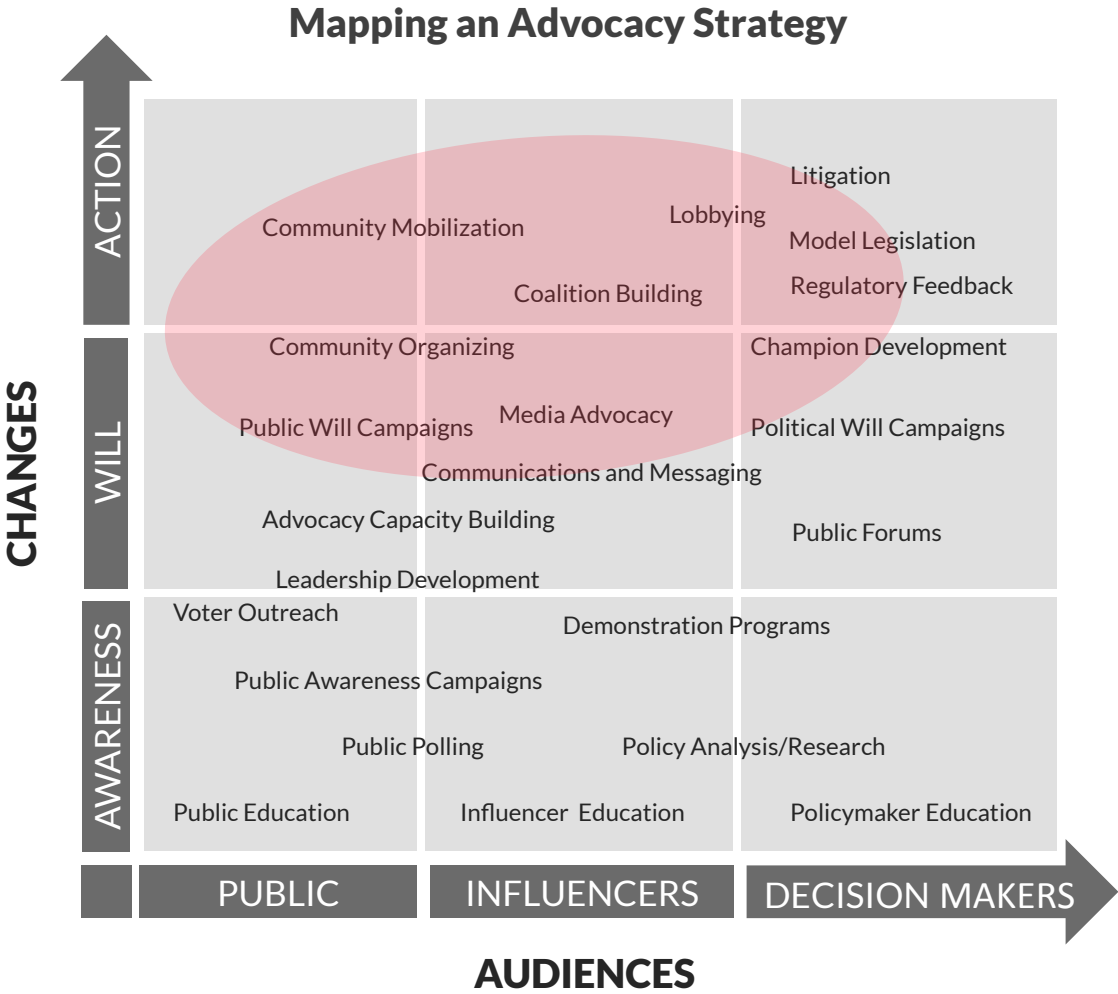 Mapping an Advocacy Strategy
CHANGES
ACTION
Litigation
Lobbying
Community Mobilization
Model Legislation
Regulatory Feedback
Coalition Building
WILL
Community Organizing
Champion Development
Media Advocacy
Public Will Campaigns
Political Will Campaigns
Communications and Messaging
Advocacy Capacity Building
Public Forums
Leadership Development
AWARENESS
Voter Outreach
Demonstration Programs
Public Awareness Campaigns
Public Polling
Policy Analysis/Research
Public Education
Influencer Education
Policymaker Education
PUBLIC
INFLUENCERS
DECISION MAKERS
AUDIENCES